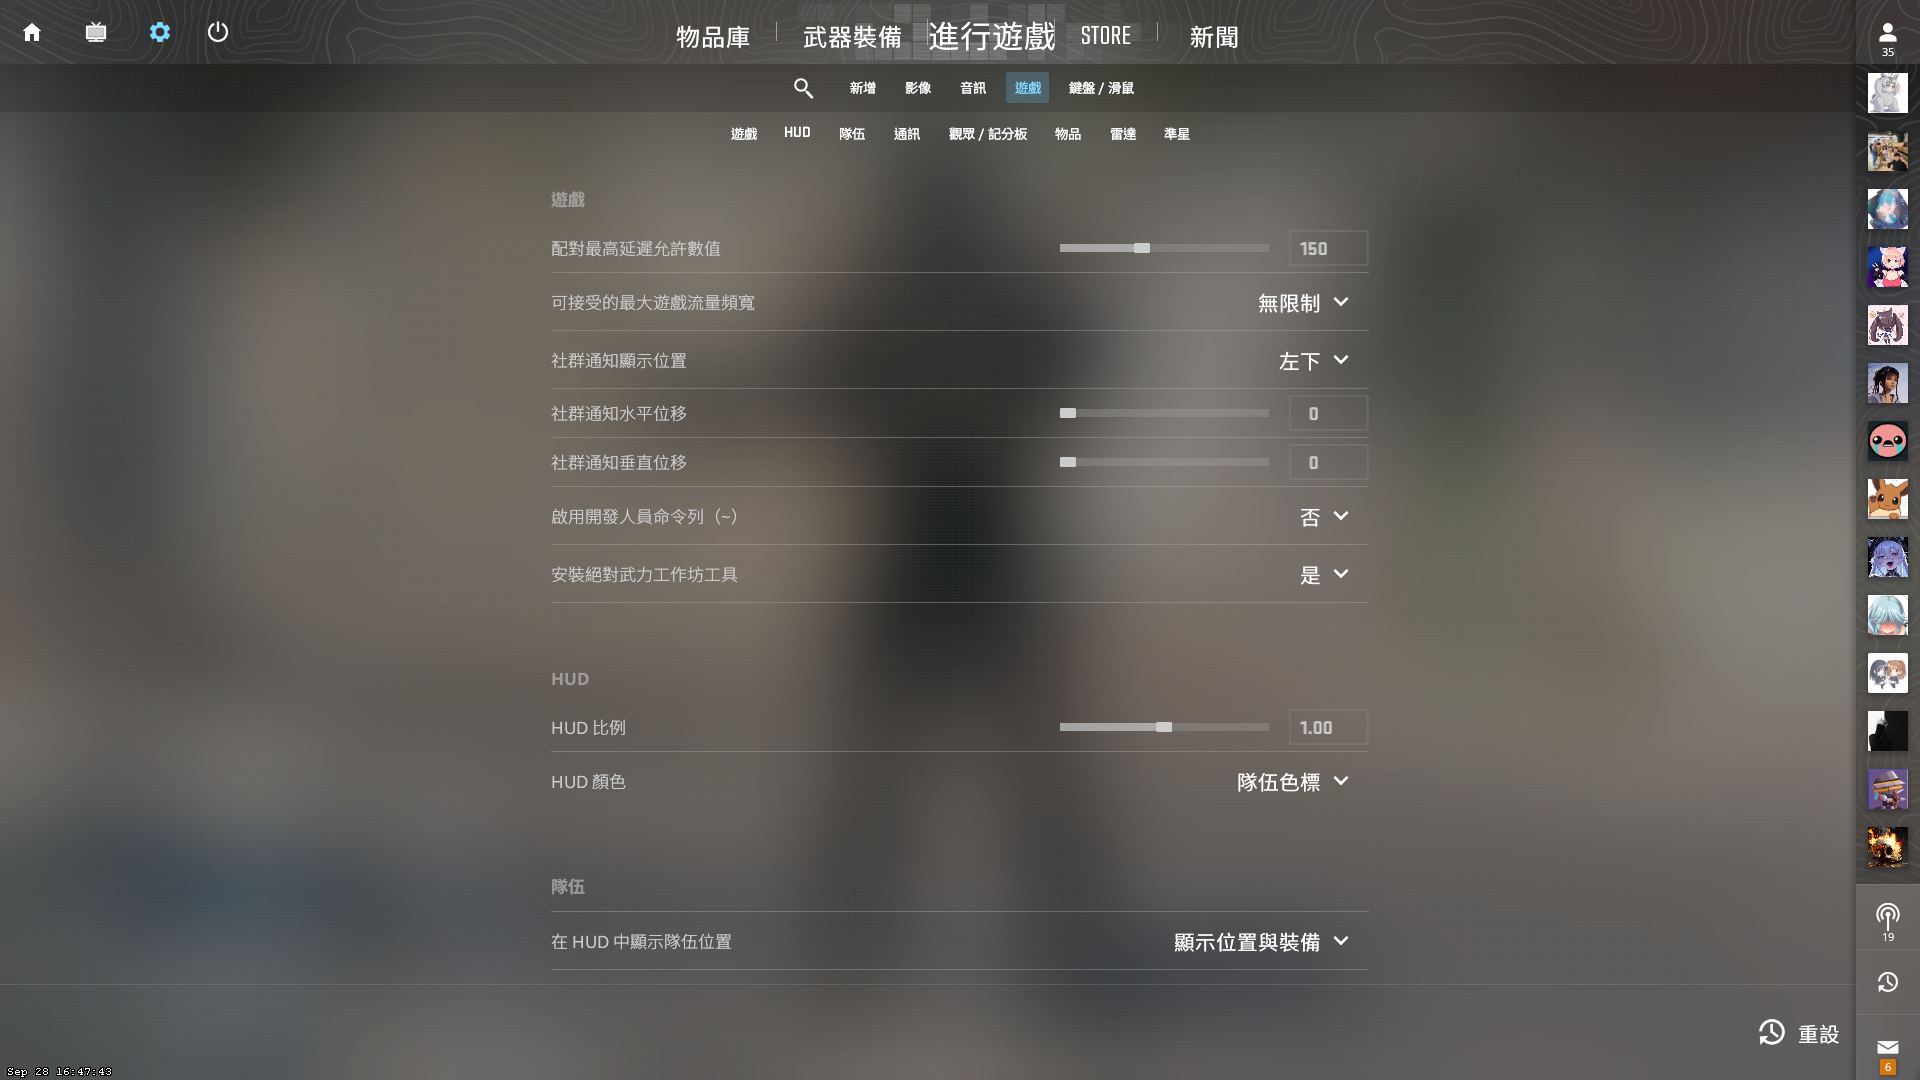 物品庫 武器裝備 進行遊戲 STORE 新聞
35
新增 影像 音訊 遊戲 鍵盤 / 滑鼠
遊戲 HUD 隊伍 通訊 觀眾 / 記分板 物品 雷達 準星
遊戲
配對最高延遲允許數值 150
可接受的最大遊戲流量頻寬 無限制
社群通知顯示位置 左下
社群通知水平位移 0
社群通知垂直位移 0
啟用開發人員命令列（~） 否
安裝絕對武力工作坊工具 是
HUD
HUD 比例 1.00
HUD 顏色 隊伍色標
隊伍
在 HUD 中顯示隊伍位置 顯示位置與裝備
19
重設
6
Sep 28 16:47:43